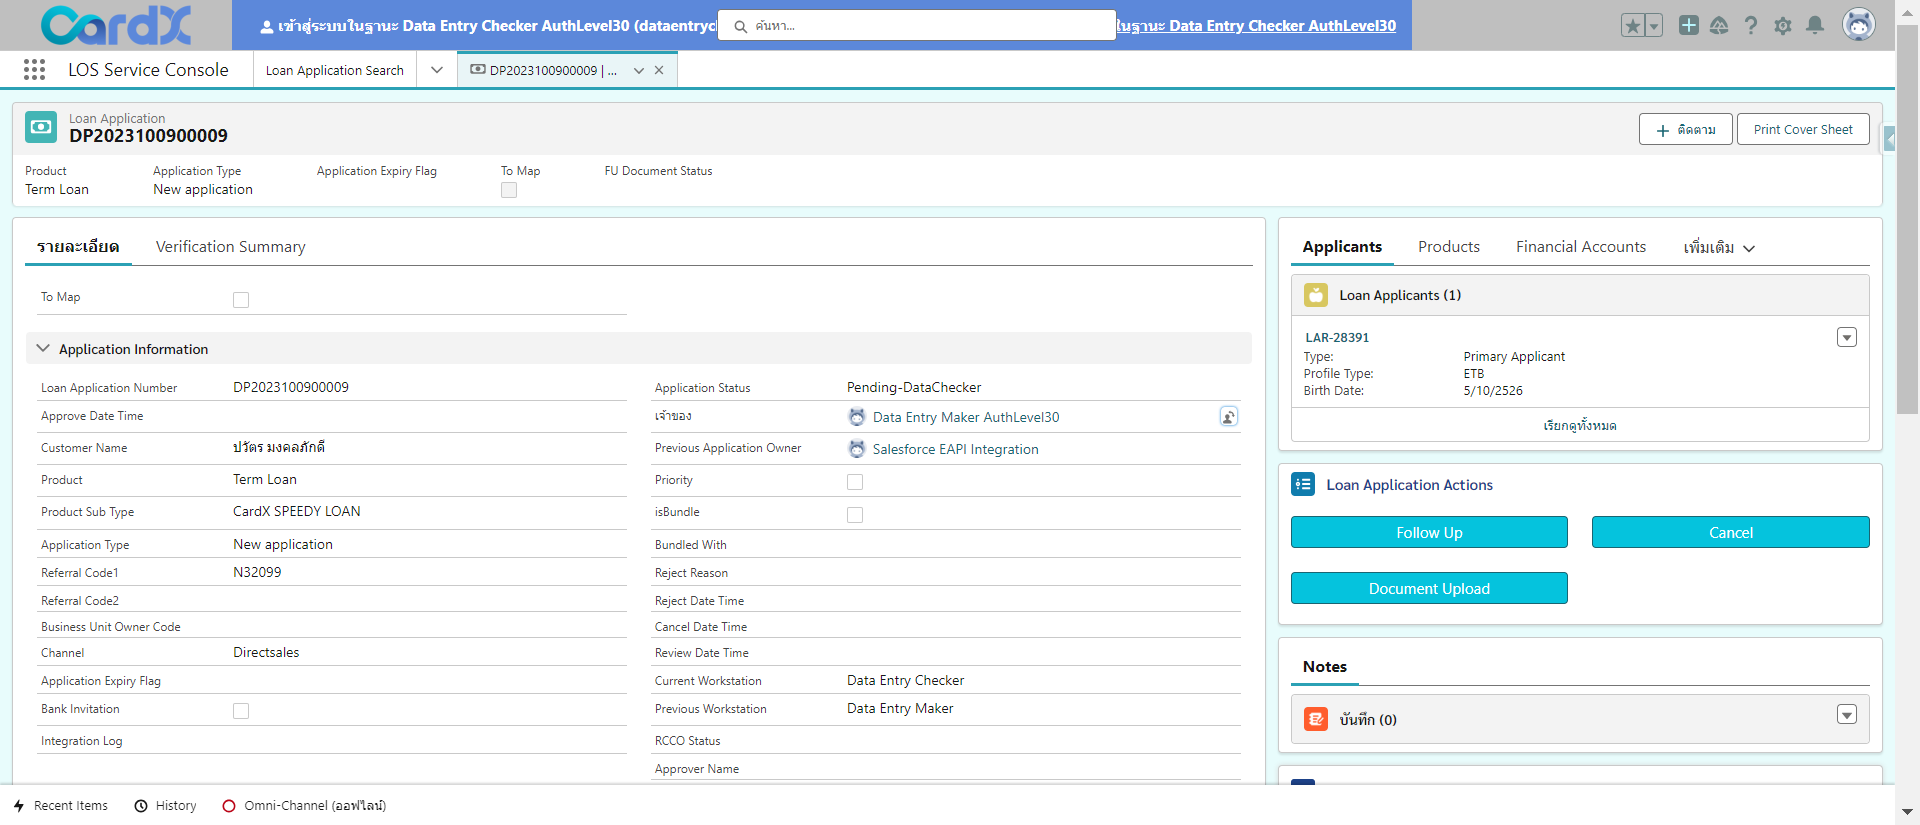 CardX
เข้าสู่ระบบในฐานะ Data Entry Checker AuthLevel30 (dataentryc
ค้นหา...
ในฐานะ Data Entry Checker AuthLevel30
LOS Service Console
Loan Application Search
DP2023100900009 | ...
Loan Application
DP2023100900009
ติดตาม
Print Cover Sheet
Product
Application Type
Application Expiry Flag
To Map
FU Document Status
Term Loan
New application
รายละเอียด
Verification Summary
To Map
Application Information
Loan Application Number
DP2023100900009
Application Status
Pending-DataChecker
Approve Date Time
เจ้าของ
Data Entry Maker AuthLevel30
Customer Name
ปวัตร มงคลภักดี
Previous Application Owner
Salesforce EAPI Integration
Product
Term Loan
Priority
Product Sub Type
CardX SPEEDY LOAN
isBundle
Application Type
New application
Bundled With
Referral Code1
N32099
Reject Reason
Referral Code2
Reject Date Time
Business Unit Owner Code
Cancel Date Time
Channel
Directsales
Review Date Time
Application Expiry Flag
Current Workstation
Data Entry Checker
Bank Invitation
Previous Workstation
Data Entry Maker
Integration Log
RCCO Status
Approver Name
Applicants
Products
Financial Accounts
เพิ่มเติม
Loan Applicants (1)
LAR-28391
Type:
Primary Applicant
Profile Type:
ETB
Birth Date:
5/10/2526
เรียกดูทั้งหมด
Loan Application Actions
Follow Up
Cancel
Document Upload
Notes
บันทึก (0)
Recent Items
History
Omni-Channel (ออฟไลน์)